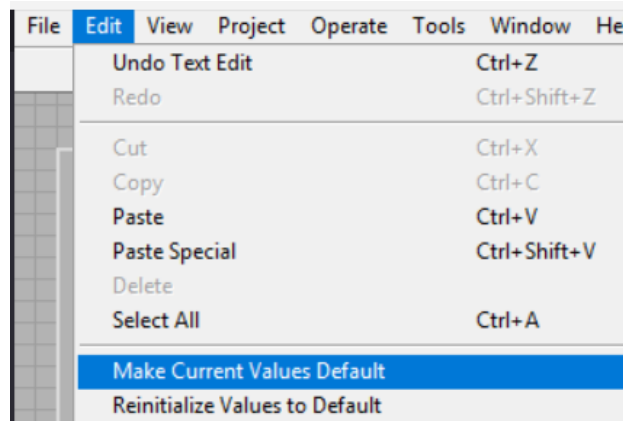 File Edit View Project Operate Tools Window He
Undo Text Edit Ctrl+Z
Redo Ctrl+Shift+Z
Cut Ctrl+X
Copy Ctrl+C
Paste Ctrl+V
Paste Special Ctrl+Shift+V
Delete
Select All Ctrl+A
Make Current Values Default
Reinitialize Values to Default